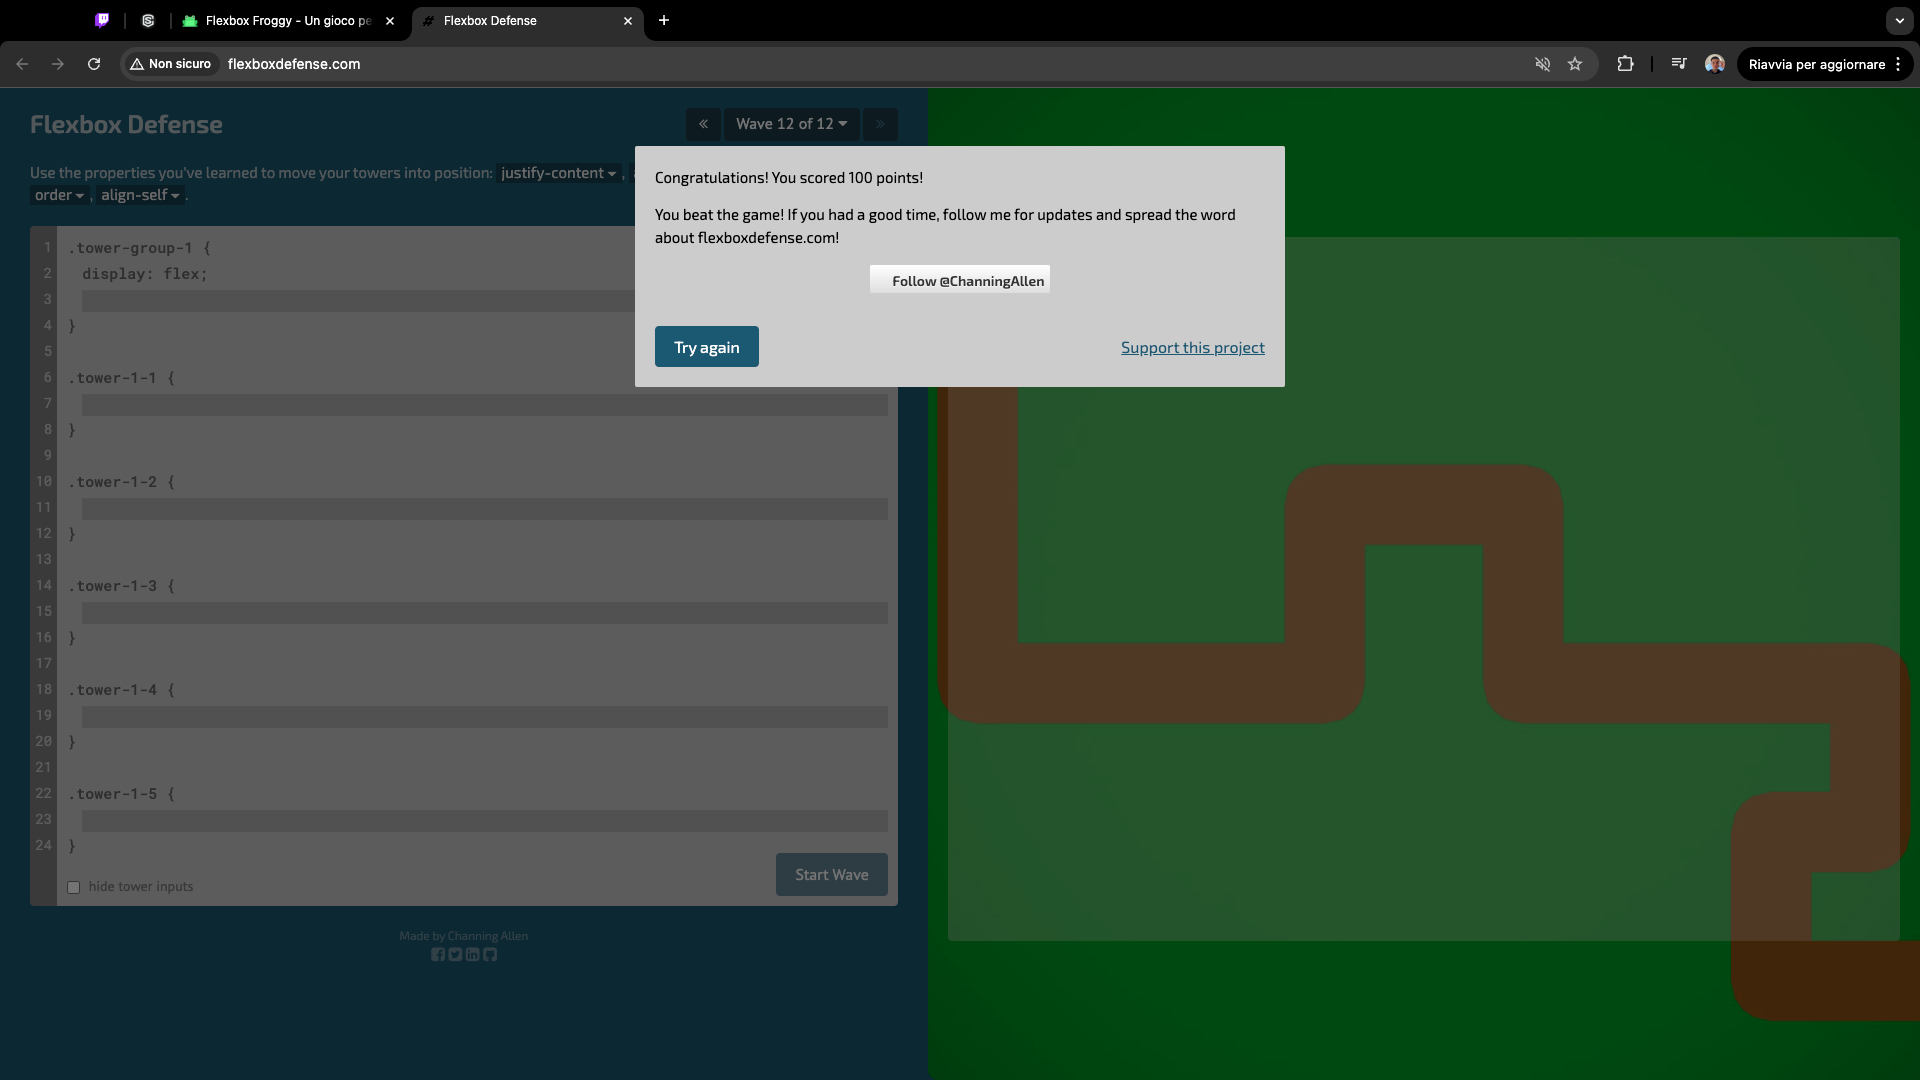 Flexbox Froggy - Un gioco pe
Flexbox Defense
Non sicuro
flexboxdefense.com
Riavvia per aggiornare
Flexbox Defense
« Wave 12 of 12 »
Use the properties you've learned to move your towers into position: justify-content ,
order , align-self .
Congratulations! You scored 100 points!
You beat the game! If you had a good time, follow me for updates and spread the word
about flexboxdefense.com!
Follow @ChanningAllen
Try again
Support this project
1 .tower-group-1 {
2 display: flex;
3
4 }
5
6 .tower-1-1 {
7
8 }
9
10 .tower-1-2 {
11
12 }
13
14 .tower-1-3 {
15
16 }
17
18 .tower-1-4 {
19
20 }
21
22 .tower-1-5 {
23
24 }
hide tower inputs
Start Wave
Made by Channing Allen